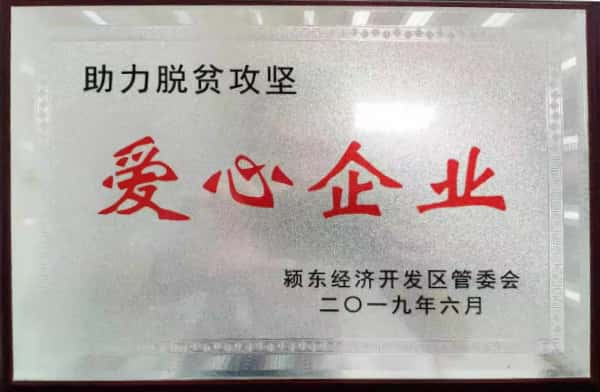 助力脱贫攻坚
爱心企业
颍东经济开发区管委会
二〇一九年六月